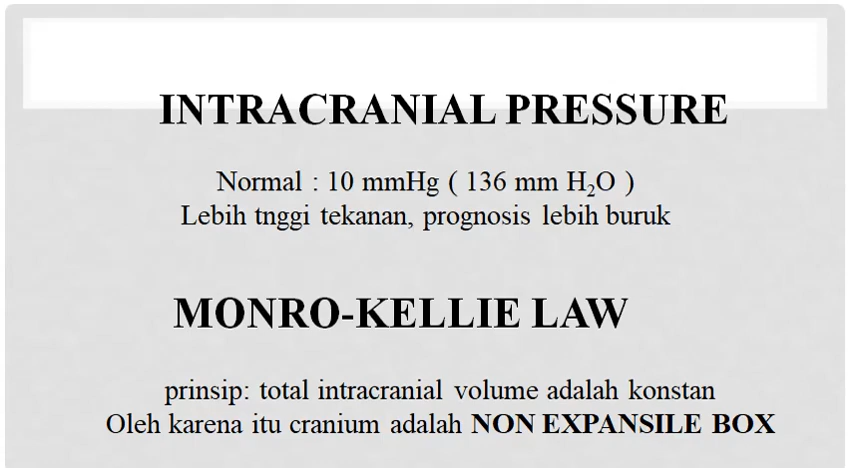 INTRACRANIAL PRESSURE
Normal : 10 mmHg ( 136 mm H₂O )
Lebih tnggi tekanan, prognosis lebih buruk
MONRO-KELLIE LAW
prinsip: total intracranial volume adalah konstan
Oleh karena itu cranium adalah NON EXPANSILE BOX